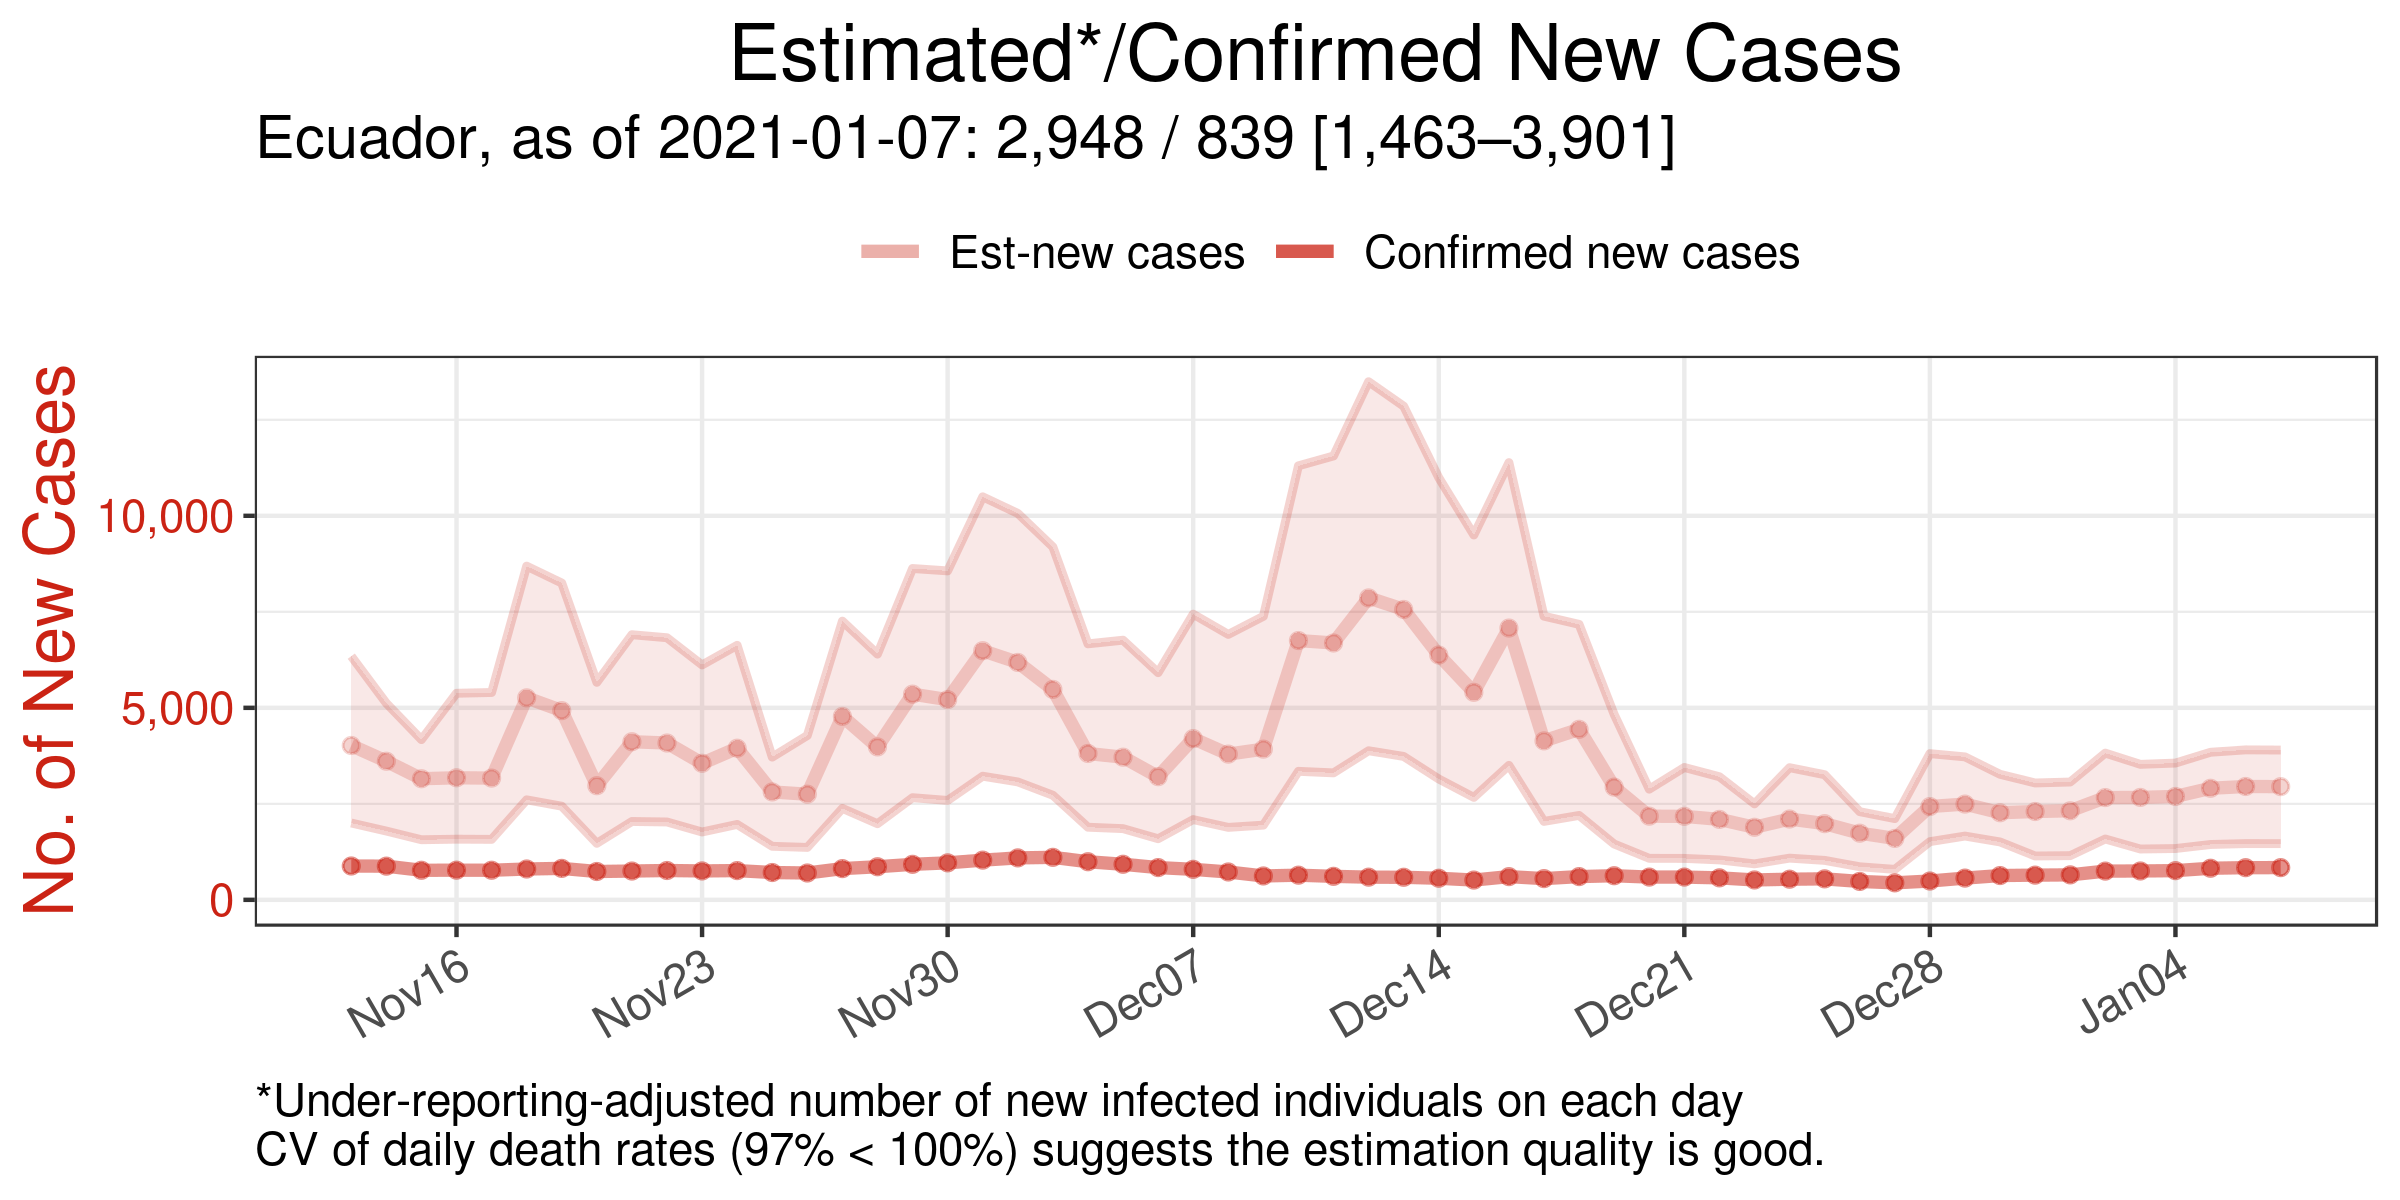 Estimated*/Confirmed New Cases
Ecuador, as of 2021-01-07: 2,948 / 839 [1,463–3,901]
Est-new cases Confirmed new cases
No. of New Cases
10,000
5,000
0
Nov16 Nov23 Nov30 Dec07 Dec14 Dec21 Dec28 Jan04
*Under-reporting-adjusted number of new infected individuals on each day
CV of daily death rates (97% < 100%) suggests the estimation quality is good.